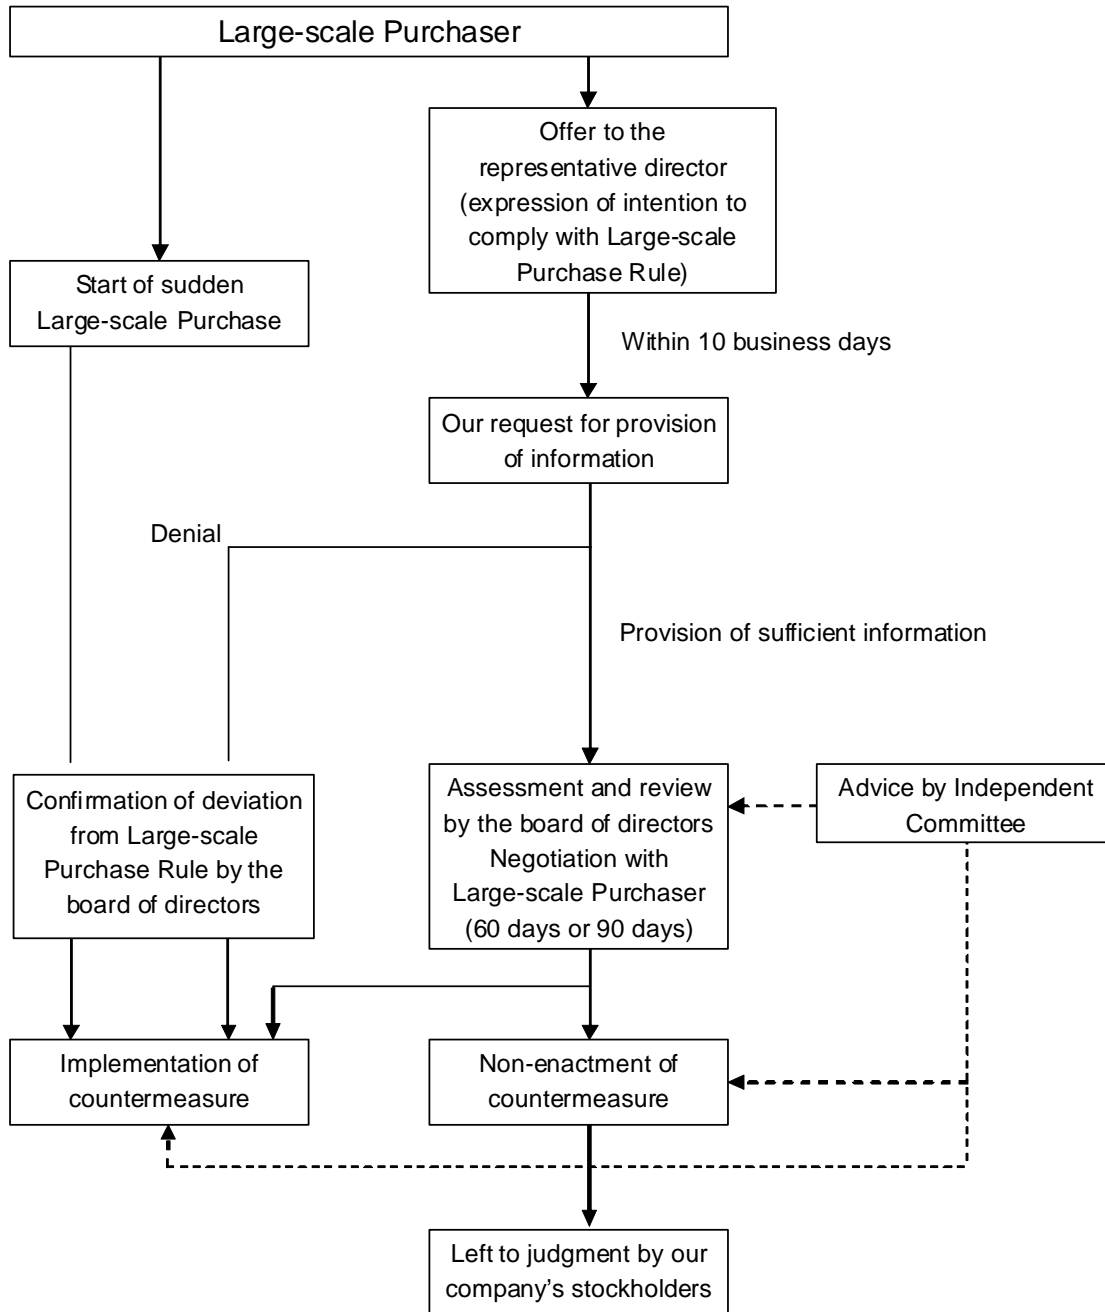 Large-scale Purchaser
Offer to the
representative director
(expression of intention to
comply with Large-scale
Purchase Rule)
Start of sudden
Large-scale Purchase
Within 10 business days
Our request for provision
of information
Denial
Provision of sufficient information
Confirmation of deviation
from Large-scale
Purchase Rule by the
board of directors
Assessment and review
by the board of directors
Negotiation with
Large-scale Purchaser
(60 days or 90 days)
Advice by Independent
Committee
Implementation of
countermeasure
Non-enactment of
countermeasure
Left to judgment by our
company’s stockholders